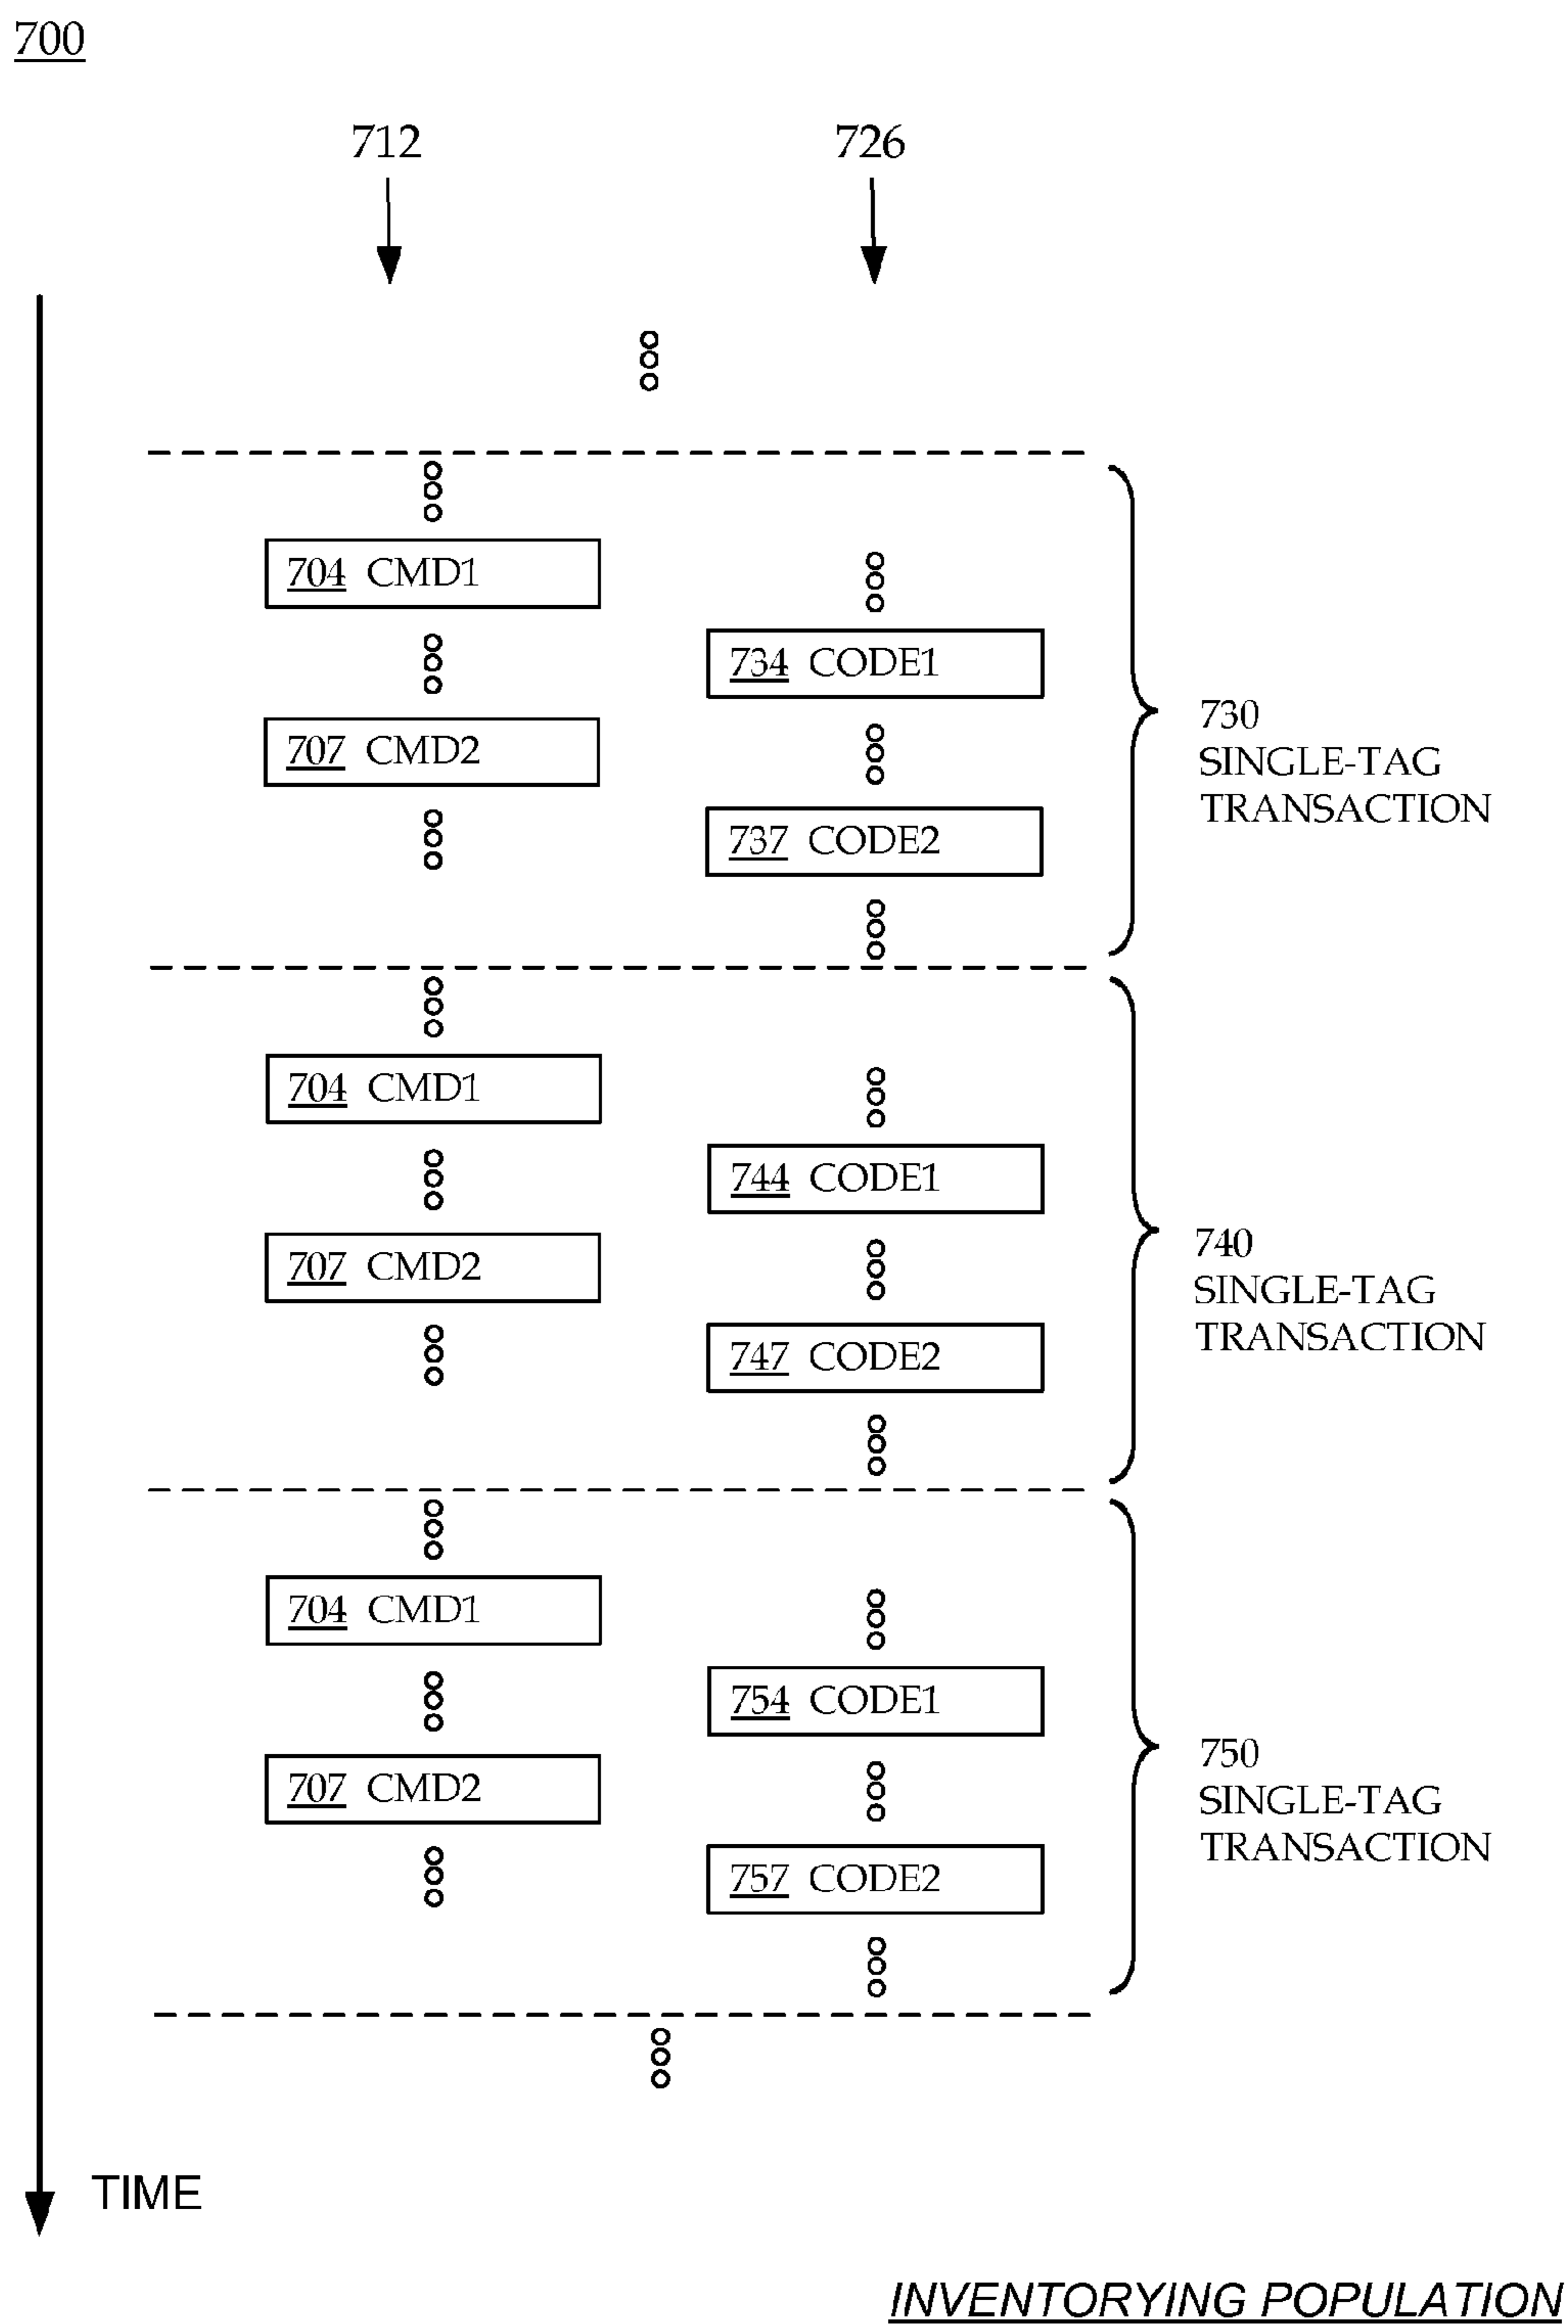 700
712
726
704 CMD1
734 CODE1
707 CMD2
737 CODE2
730
SINGLE-TAG
TRANSACTION
704 CMD1
744 CODE1
707 CMD2
747 CODE2
740
SINGLE-TAG
TRANSACTION
704 CMD1
754 CODE1
707 CMD2
757 CODE2
750
SINGLE-TAG
TRANSACTION
TIME
INVENTORYING POPULATION